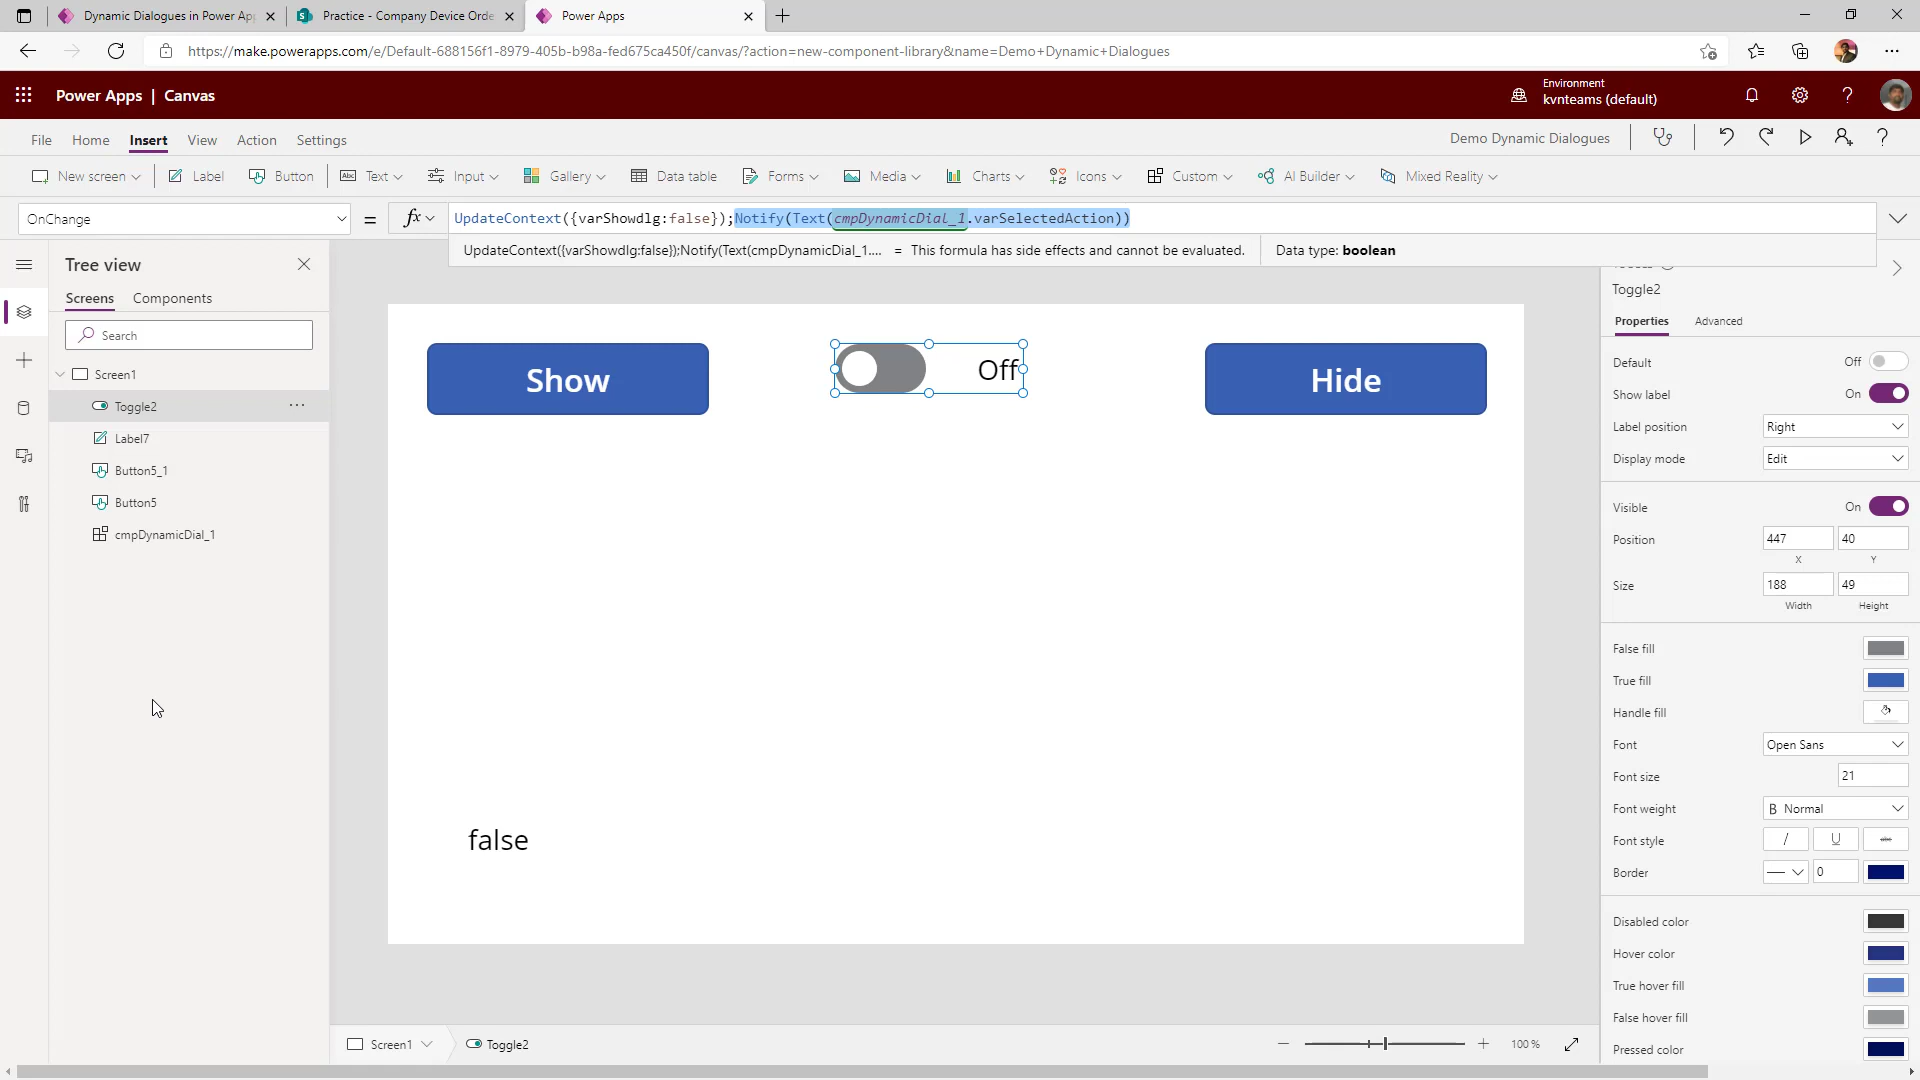 Dynamic Dialogues in Power Ap
Practice - Company Device Orde
Power Apps
https://make.powerapps.com/e/Default-688156f1-8979-405b-b98a-fed675ca450f/canvas/?action=new-component-library&name=Demo+Dynamic+Dialogues
Power Apps | Canvas
Environment
kvnteams (default)
File Home Insert View Action Settings
Demo Dynamic Dialogues
New screen Label Button Text Input Gallery Data table Forms Media Charts Icons Custom AI Builder Mixed Reality
OnChange = fx UpdateContext({varShowdlg:false});Notify(Text(cmpDynamicDial_1.varSelectedAction))
UpdateContext({varShowdlg:false});Notify(Text(cmpDynamicDial_1.... = This formula has side effects and cannot be evaluated. Data type: boolean
Tree view
Screens Components
Search
Screen1
Toggle2
Label7
Button5_1
Button5
cmpDynamicDial_1
Show
Off
Hide
false
Toggle2
Properties Advanced
Default Off
Show label On
Label position Right
Display mode Edit
Visible On
Position 447 40
X Y
Size 188 49
Width Height
False fill
True fill
Handle fill
Font Open Sans
Font size 21
Font weight B Normal
Font style / U abc
Border 0
Disabled color
Hover color
True hover fill
False hover fill
Pressed color
Screen1 Toggle2
100 %